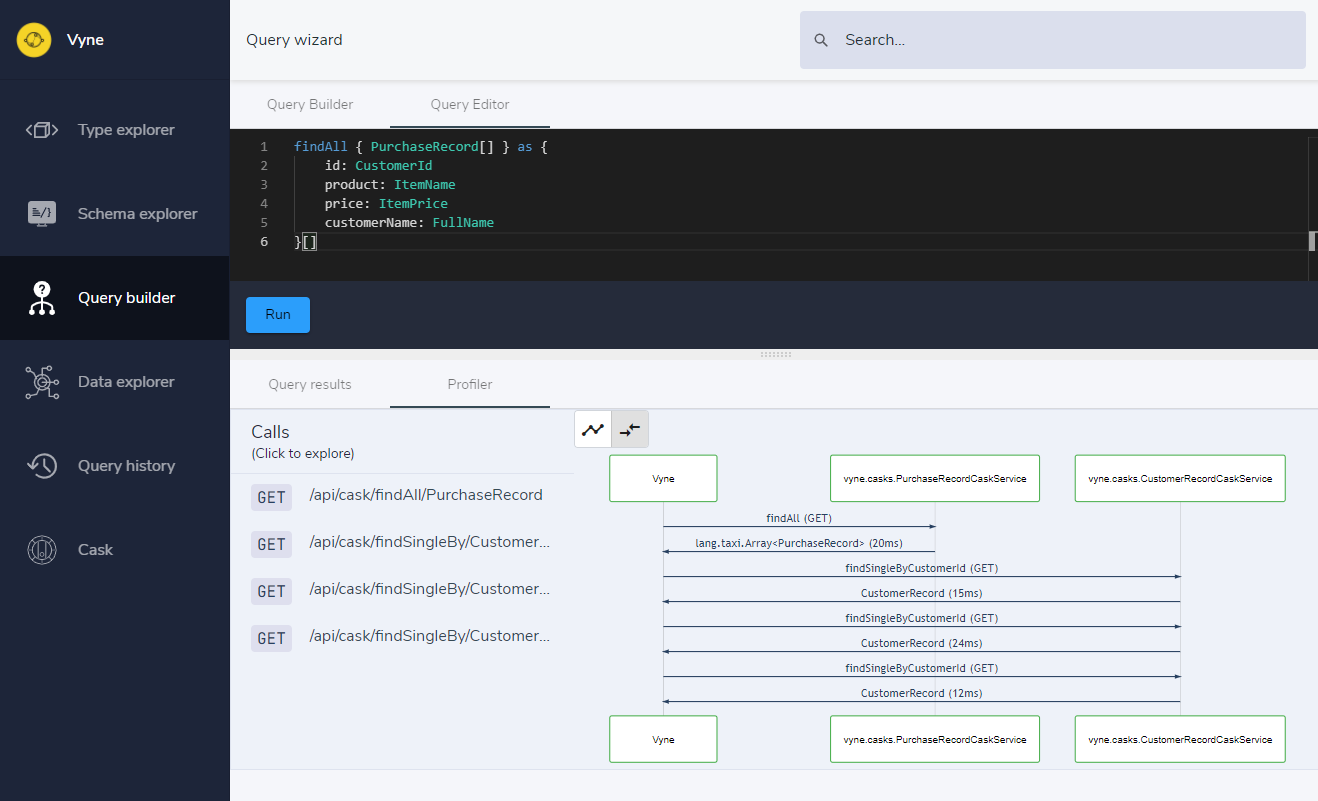 Vyne
Query wizard
Search...
Type explorer
Schema explorer
Query builder
Data explorer
Query history
Cask
Query Builder
Query Editor
1 findAll { PurchaseRecord[] } as {
2 id: CustomerId
3 product: ItemName
4 price: ItemPrice
5 customerName: FullName
6 }[]
Run
Query results
Profiler
Calls
(Click to explore)
GET /api/cask/findAll/PurchaseRecord
GET /api/cask/findSingleBy/Customer...
GET /api/cask/findSingleBy/Customer...
GET /api/cask/findSingleBy/Customer...
Vyne
vyne.casks.PurchaseRecordCaskService
vyne.casks.CustomerRecordCaskService
findAll (GET)
lang.taxi.Array<PurchaseRecord> (20ms)
findSingleByCustomerId (GET)
CustomerRecord (15ms)
findSingleByCustomerId (GET)
CustomerRecord (24ms)
findSingleByCustomerId (GET)
CustomerRecord (12ms)
Vyne
vyne.casks.PurchaseRecordCaskService
vyne.casks.CustomerRecordCaskService